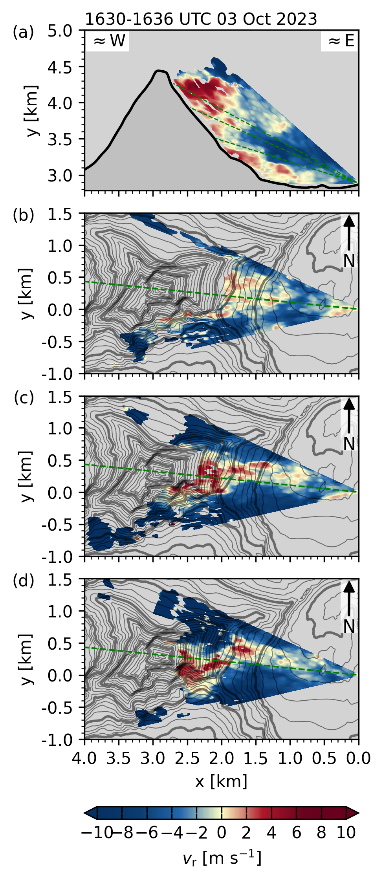 1630-1636 UTC 03 Oct 2023
(a)
≈ W
≈ E
5.0
4.5
4.0
3.5
3.0
y [km]
(b)
1.5
1.0
0.5
0.0
-0.5
-1.0
y [km]
N
(c)
1.5
1.0
0.5
0.0
-0.5
-1.0
y [km]
N
(d)
1.5
1.0
0.5
0.0
-0.5
-1.0
y [km]
N
4.0 3.5 3.0 2.5 2.0 1.5 1.0 0.5 0.0
x [km]
−10 −8 −6 −4 −2 0 2 4 6 8 10
vr [m s−1]